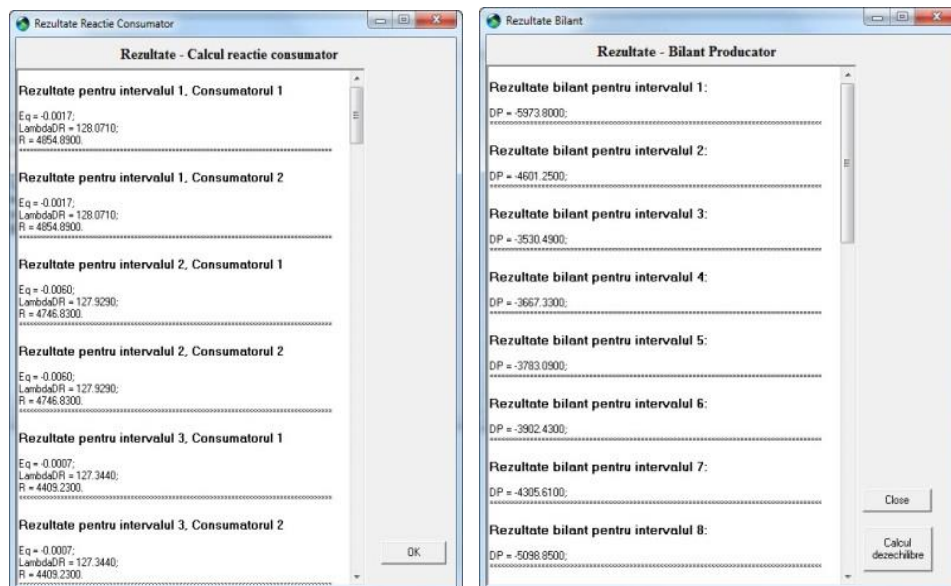 Rezultate Reactie Consumator
Rezultate - Calcul reactie consumator
Rezultate pentru intervalul 1, Consumatorul 1
Eq = -0.0017;
LambdaDR = 128.0710;
R = 4854.8900.
Rezultate pentru intervalul 1, Consumatorul 2
Eq = -0.0017;
LambdaDR = 128.0710;
R = 4854.8900.
Rezultate pentru intervalul 2, Consumatorul 1
Eq = -0.0060;
LambdaDR = 127.9290;
R = 4746.8300.
Rezultate pentru intervalul 2, Consumatorul 2
Eq = -0.0060;
LambdaDR = 127.9290;
R = 4746.8300.
Rezultate pentru intervalul 3, Consumatorul 1
Eq = -0.0007;
LambdaDR = 127.3440;
R = 4409.2300.
Rezultate pentru intervalul 3, Consumatorul 2
Eq = -0.0007;
LambdaDR = 127.3440;
R = 4409.2300.
OK
Rezultate Bilant
Rezultate - Bilant Producator
Rezultate bilant pentru intervalul 1:
DP = -5973.8000;
Rezultate bilant pentru intervalul 2:
DP = -4601.2500;
Rezultate bilant pentru intervalul 3:
DP = -3530.4900;
Rezultate bilant pentru intervalul 4:
DP = -3667.3300;
Rezultate bilant pentru intervalul 5:
DP = -3783.0900;
Rezultate bilant pentru intervalul 6:
DP = -3902.4300;
Rezultate bilant pentru intervalul 7:
DP = -4305.6100;
Rezultate bilant pentru intervalul 8:
DP = -5098.8500;
Close
Calcul
dezechilibre